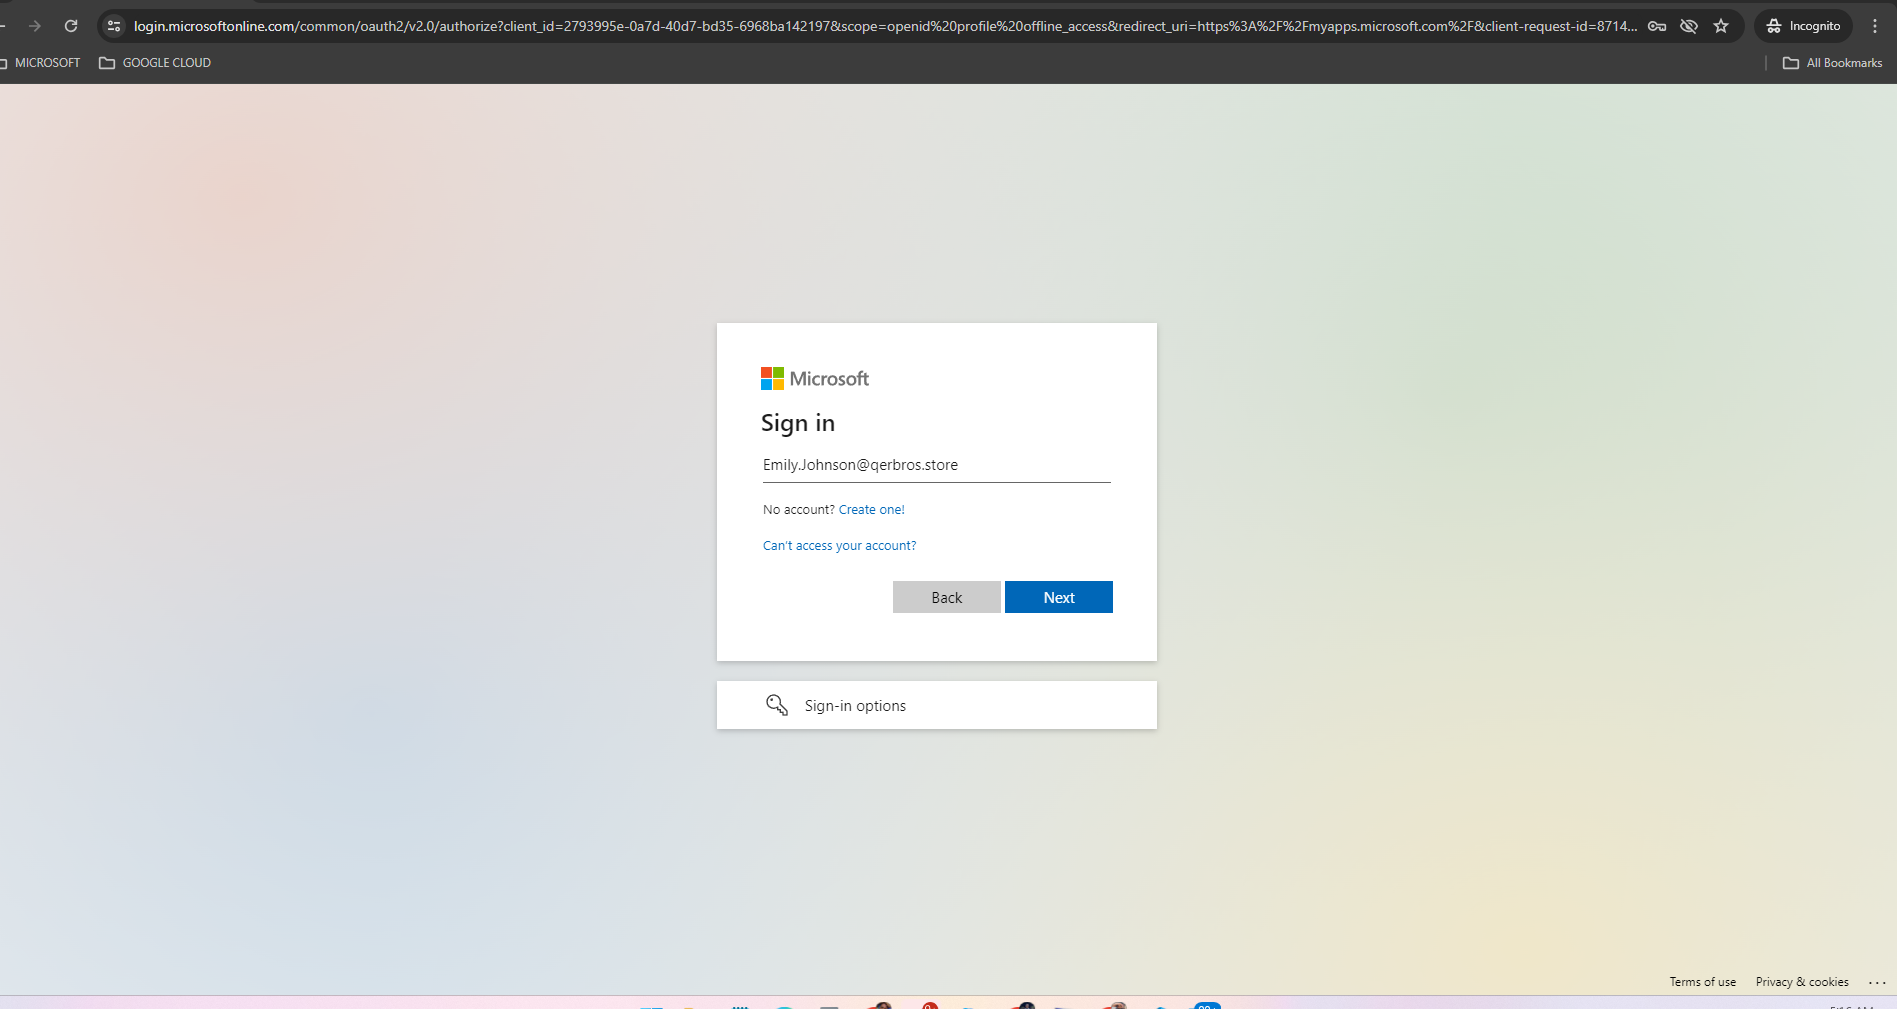 login.microsoftonline.com/common/oauth2/v2.0/authorize?client_id=2793995e-0a7d-40d7-bd35-6968ba142197&scope=openid%20profile%20offline_access&redirect_uri=https%3A%2F%2Fmyapps.microsoft.com%2F&client-request-id=8714... Incognito
MICROSOFT GOOGLE CLOUD All Bookmarks
Microsoft
Sign in
Emily.Johnson@qerbros.store
No account? Create one!
Can't access your account?
Back Next
Sign-in options
Terms of use Privacy & cookies ...